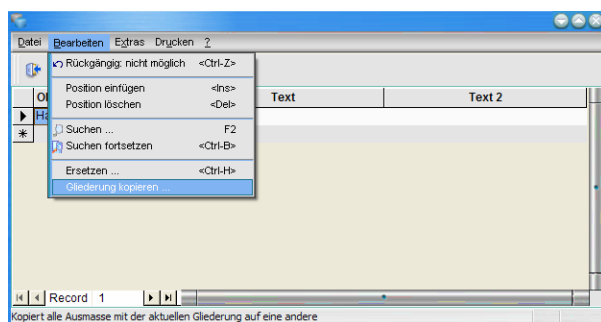 Datei Bearbeiten Extras Drucken ?
Rückgängig: nicht möglich <Ctrl-Z>
Position einfügen <Ins>
Position löschen <Del>
Text Text 2
Suchen ... F2
Suchen fortsetzen <Ctrl-B>
Ersetzen ... <Ctrl-H>
Gliederung kopieren ...
Record 1
Kopiert alle Ausmasse mit der aktuellen Gliederung auf eine andere